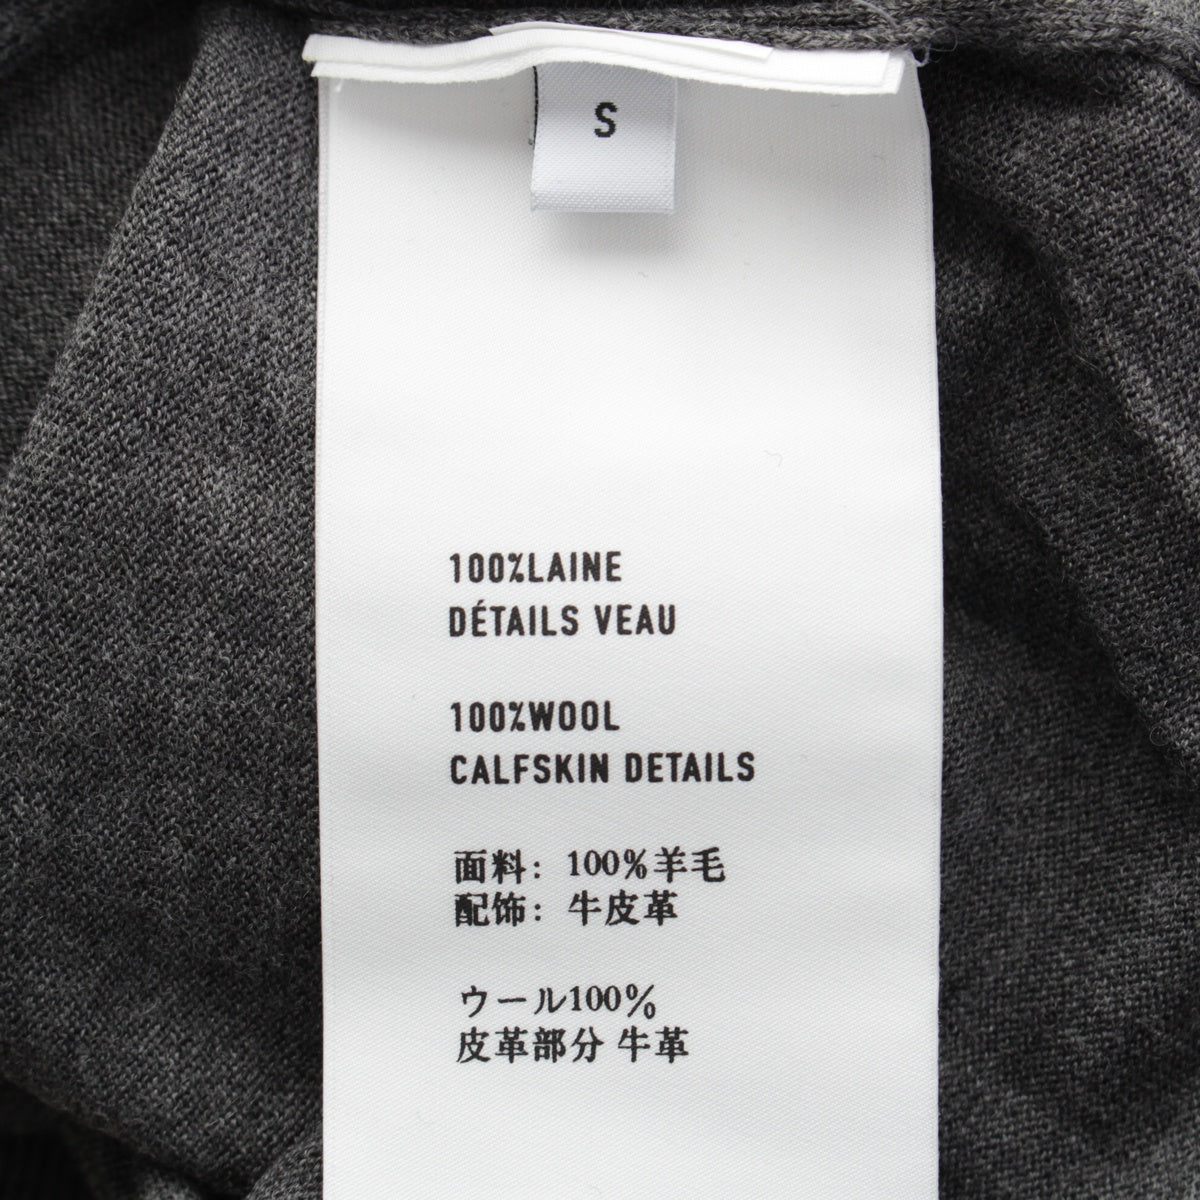 S
100%LAINE
DÉTAILS VEAU
100%WOOL
CALFSKIN DETAILS
面料: 100%羊毛
配饰: 牛皮革
ウール100%
皮革部分 牛革